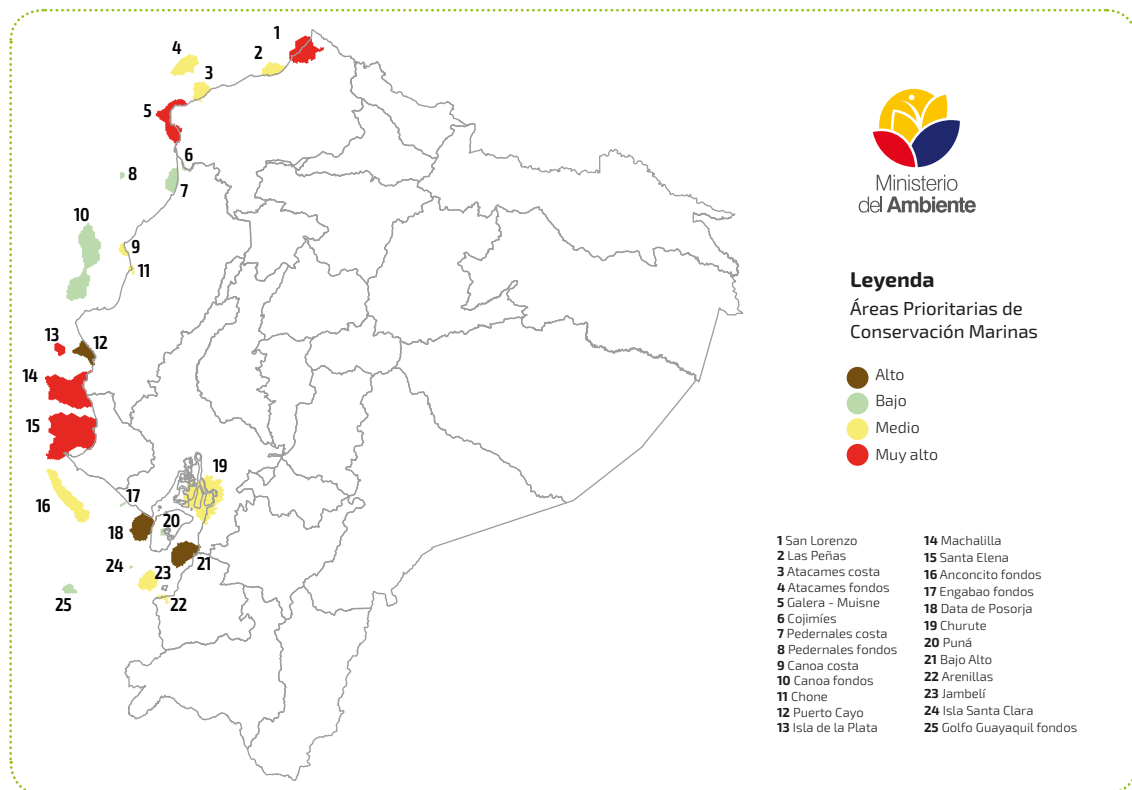 1
2
3
4
5
6
7
8
9
10
11
12
13
14
15
16
17
18
19
20
21
22
23
24
25
Ministerio
del Ambiente
Leyenda
Áreas Prioritarias de
Conservación Marinas
Alto
Bajo
Medio
Muy alto
1 San Lorenzo
2 Las Peñas
3 Atacames costa
4 Atacames fondos
5 Galera - Muisne
6 Cojimíes
7 Pedernales costa
8 Pedernales fondos
9 Canoa costa
10 Canoa fondos
11 Chone
12 Puerto Cayo
13 Isla de la Plata
14 Machalilla
15 Santa Elena
16 Anconcito fondos
17 Engabao fondos
18 Data de Posorja
19 Churute
20 Puná
21 Bajo Alto
22 Arenillas
23 Jambelí
24 Isla Santa Clara
25 Golfo Guayaquil fondos